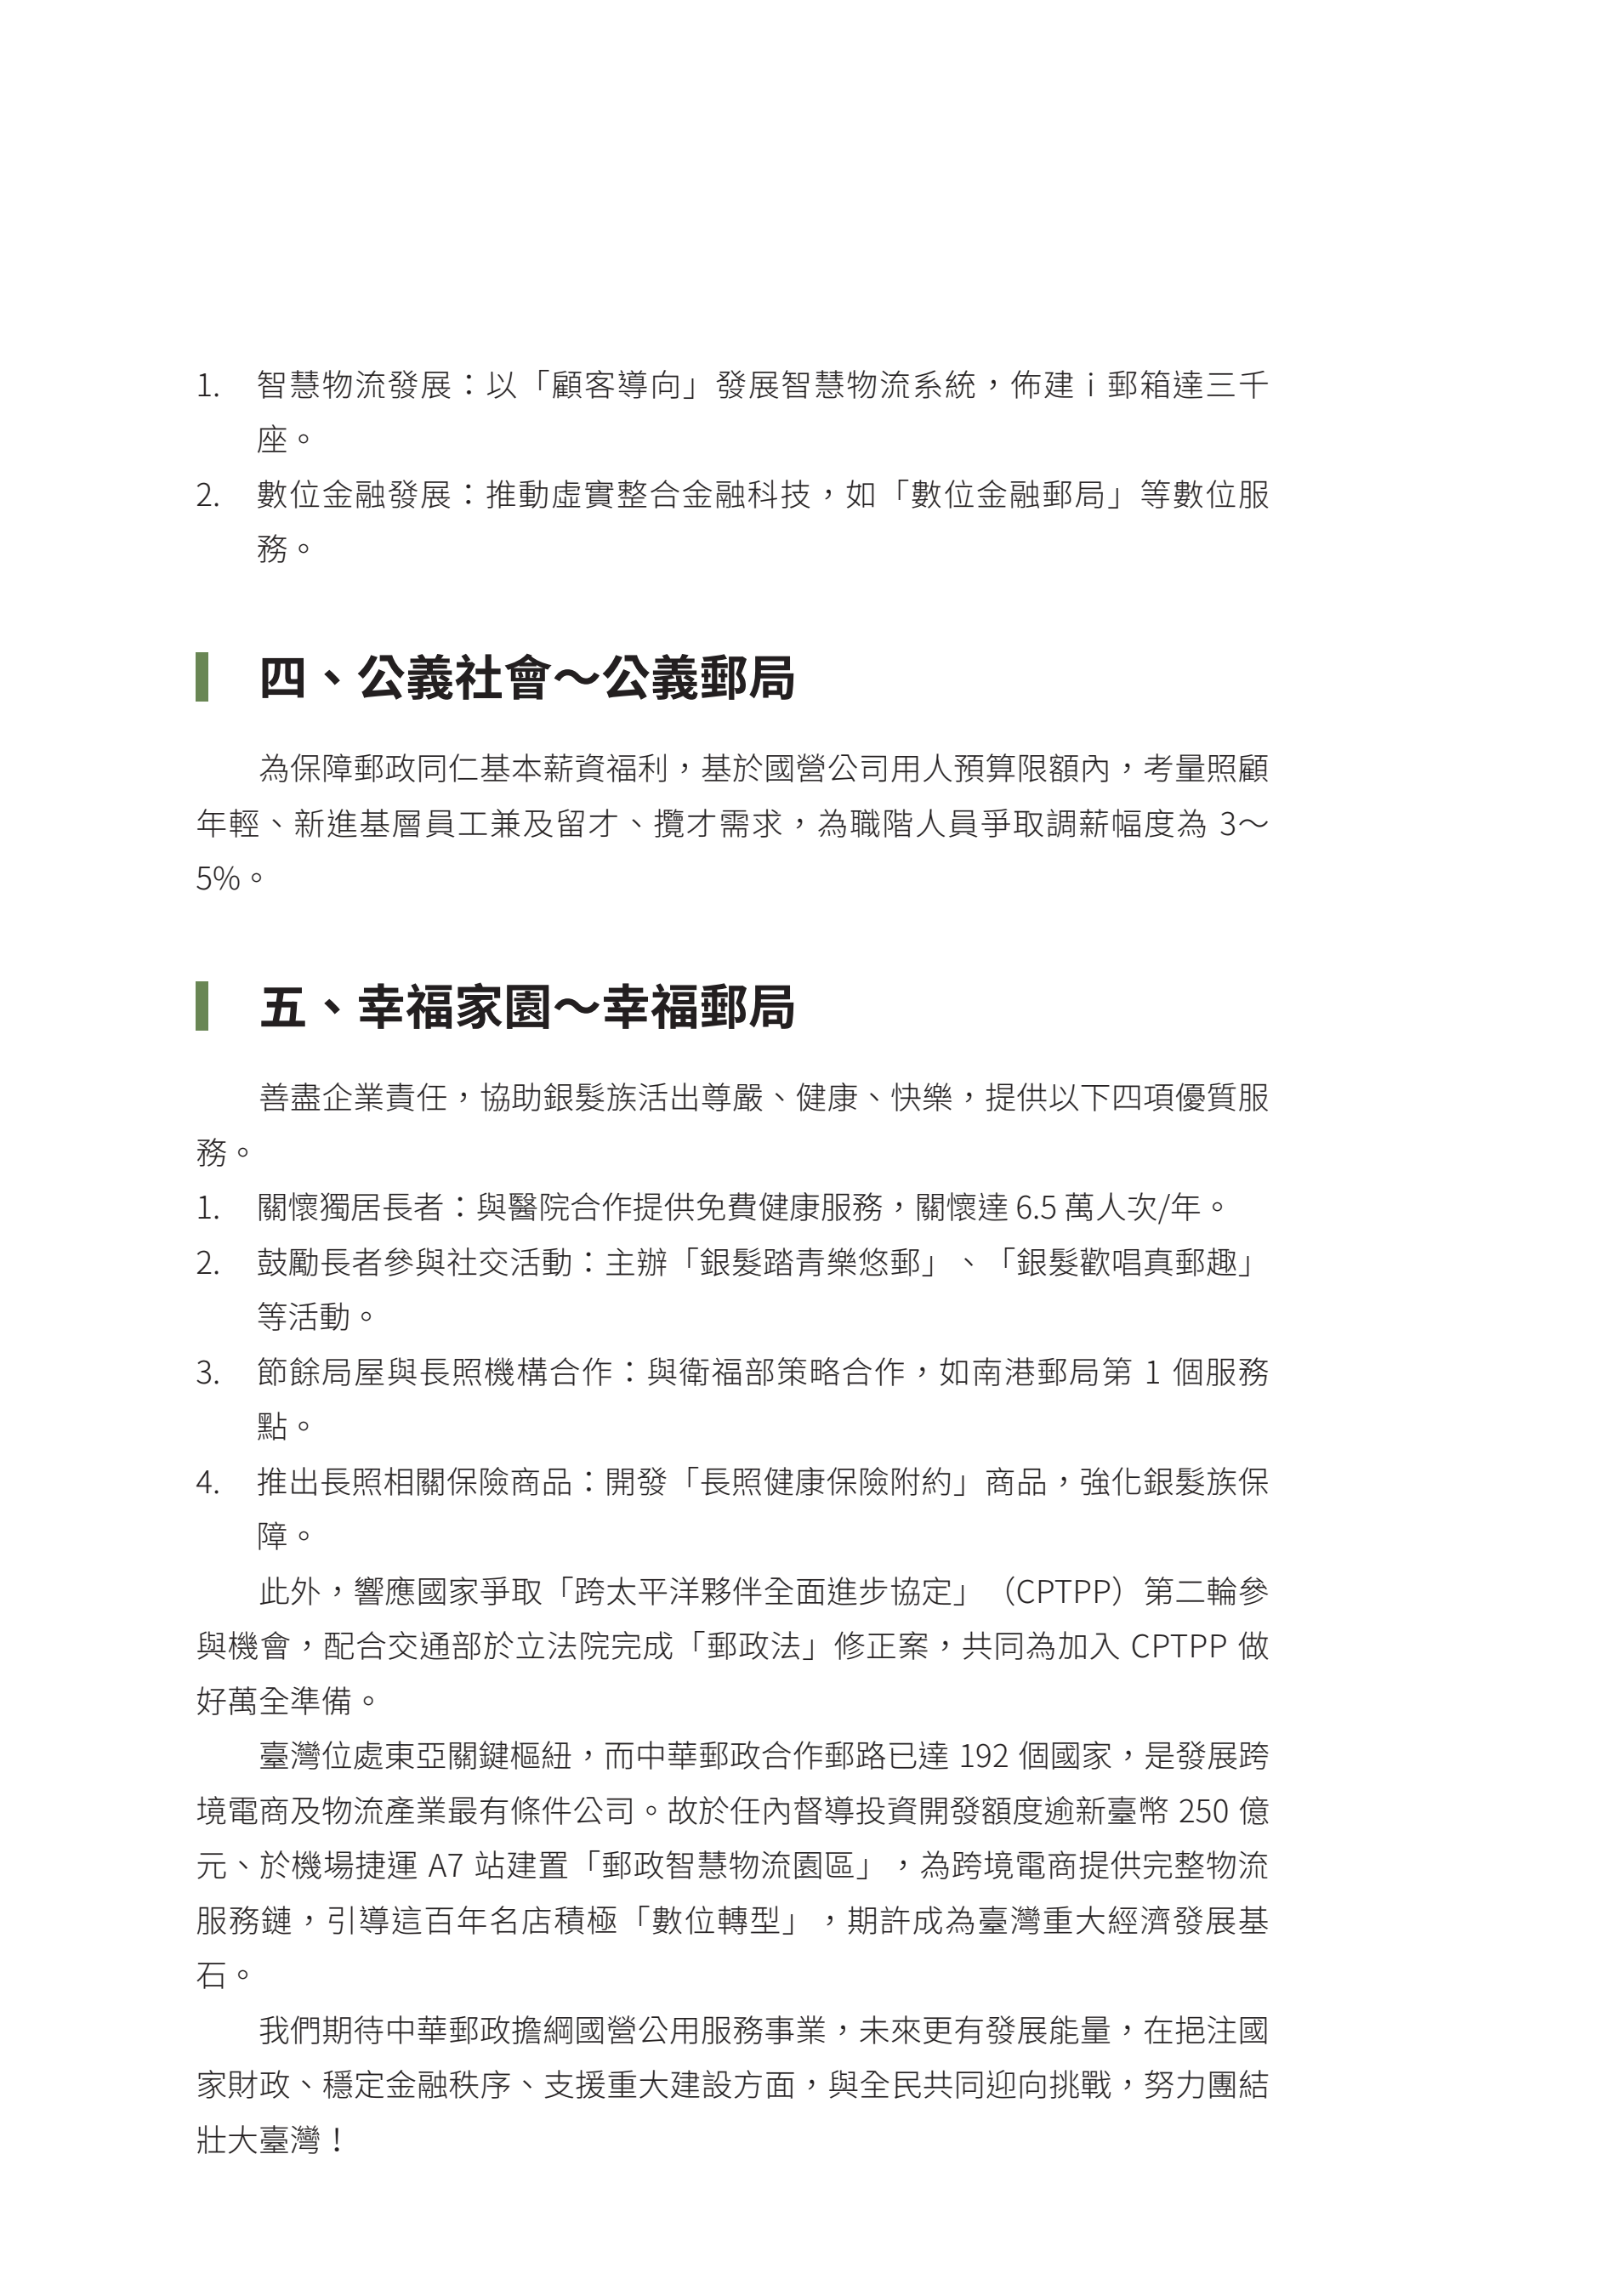 1. 智慧物流發展：以「顧客導向」發展智慧物流系統，佈建 i 郵箱達三千
座。
2. 數位金融發展：推動虛實整合金融科技，如「數位金融郵局」等數位服
務。
四、公義社會～公義郵局
為保障郵政同仁基本薪資福利，基於國營公司用人預算限額內，考量照顧
年輕、新進基層員工兼及留才、攬才需求，為職階人員爭取調薪幅度為 3～
5%。
五、幸福家園～幸福郵局
善盡企業責任，協助銀髮族活出尊嚴、健康、快樂，提供以下四項優質服
務。
1. 關懷獨居長者：與醫院合作提供免費健康服務，關懷達 6.5 萬人次/年。
2. 鼓勵長者參與社交活動：主辦「銀髮踏青樂悠郵」、「銀髮歡唱真郵趣」
等活動。
3. 節餘局屋與長照機構合作：與衛福部策略合作，如南港郵局第 1 個服務
點。
4. 推出長照相關保險商品：開發「長照健康保險附約」商品，強化銀髮族保
障。
此外，響應國家爭取「跨太平洋夥伴全面進步協定」（CPTPP）第二輪參
與機會，配合交通部於立法院完成「郵政法」修正案，共同為加入 CPTPP 做
好萬全準備。
臺灣位處東亞關鍵樞紐，而中華郵政合作郵路已達 192 個國家，是發展跨
境電商及物流產業最有條件公司。故於任內督導投資開發額度逾新臺幣 250 億
元、於機場捷運 A7 站建置「郵政智慧物流園區」，為跨境電商提供完整物流
服務鏈，引導這百年名店積極「數位轉型」，期許成為臺灣重大經濟發展基
石。
我們期待中華郵政擔綱國營公用服務事業，未來更有發展能量，在挹注國
家財政、穩定金融秩序、支援重大建設方面，與全民共同迎向挑戰，努力團結
壯大臺灣！